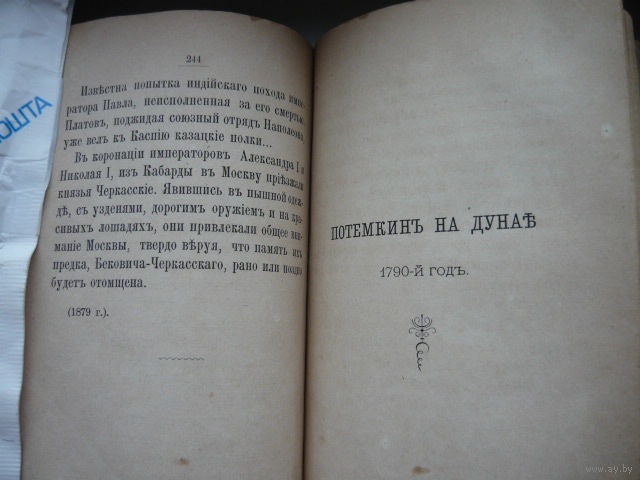 244
Извѣстна попытка индійскаго похода импе-
ратора Павла, неисполненная за его смертью.
Платовъ, поджидая союзный отрядъ Наполеона,
уже велъ къ Каспію казацкіе полки...
Въ коронаціи императоровъ Александра I и
Николая I, изъ Кабарды въ Москву пріѣзжали
князья Черкасскіе. Явившись въ пышной одеж-
дѣ, съ узденями, дорогимъ оружіемъ и на кра-
сивыхъ лошадяхъ, они привлекали общее вни-
маніе Москвы, твердо вѣруя, что память ихъ
предка, Бековича-Черкасскаго, рано или поздно
будетъ отомщена.
(1879 г.).
ПОТЕМКИНЪ НА ДУНАѢ
1790-Й ГОДЪ.
www.ay.by